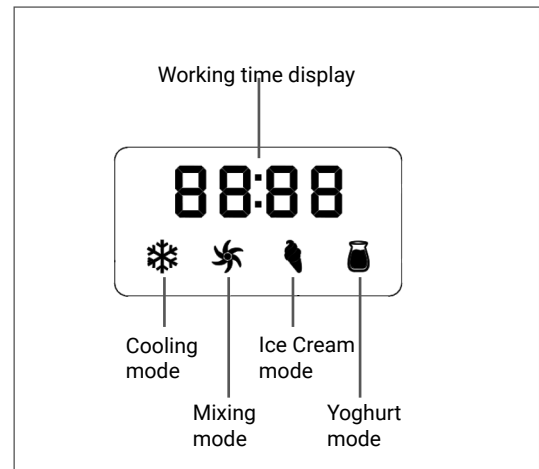 Working time display
88:88
Cooling
mode
Ice Cream
mode
Mixing
mode
Yoghurt
mode